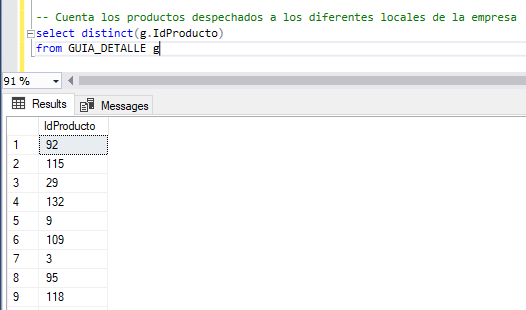 -- Cuenta los productos despechados a los diferentes locales de la empresa
select distinct(g.IdProducto)
from GUIA_DETALLE g
91 %
Results Messages
IdProducto
1 92
2 115
3 29
4 132
5 9
6 109
7 3
8 95
9 118